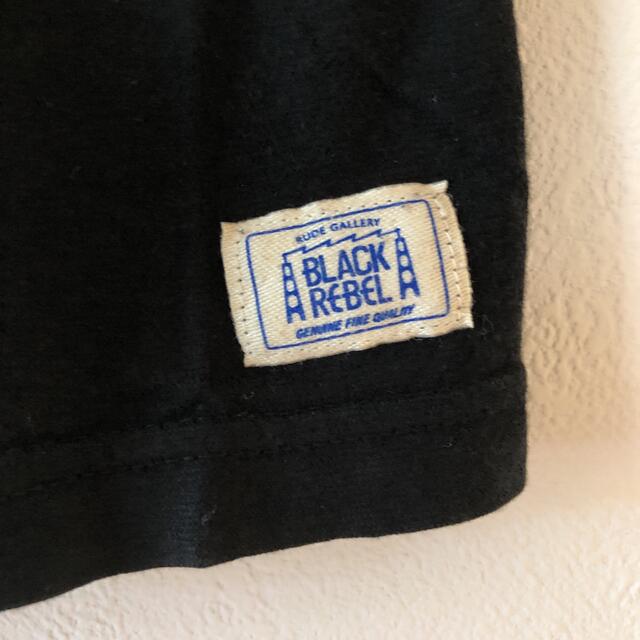 RUDE GALLERY
BLACK
REBEL
GENUINE FINE QUALITY